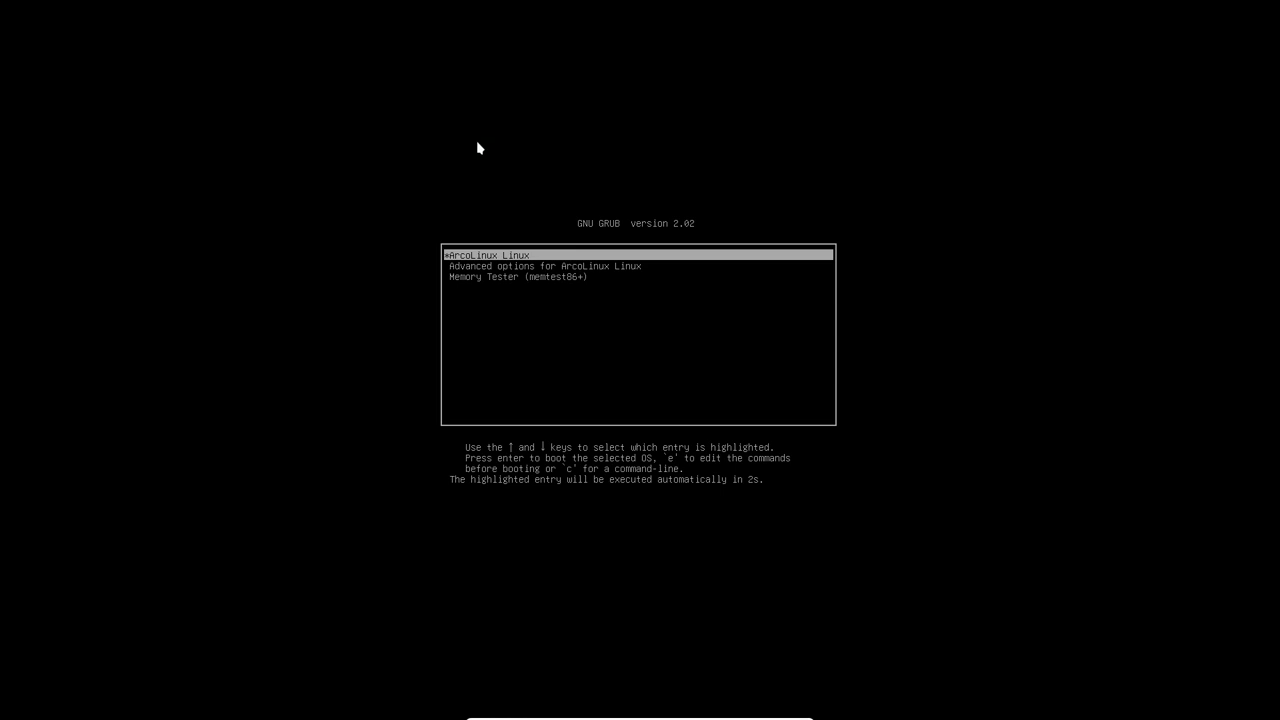 GNU GRUB  version 2.02
*ArcoLinux Linux
Advanced options for ArcoLinux Linux
Memory Tester (memtest86+)
Use the ↑ and ↓ keys to select which entry is highlighted.
Press enter to boot the selected OS, `e' to edit the commands
before booting or `c' for a command-line.
The highlighted entry will be executed automatically in 2s.